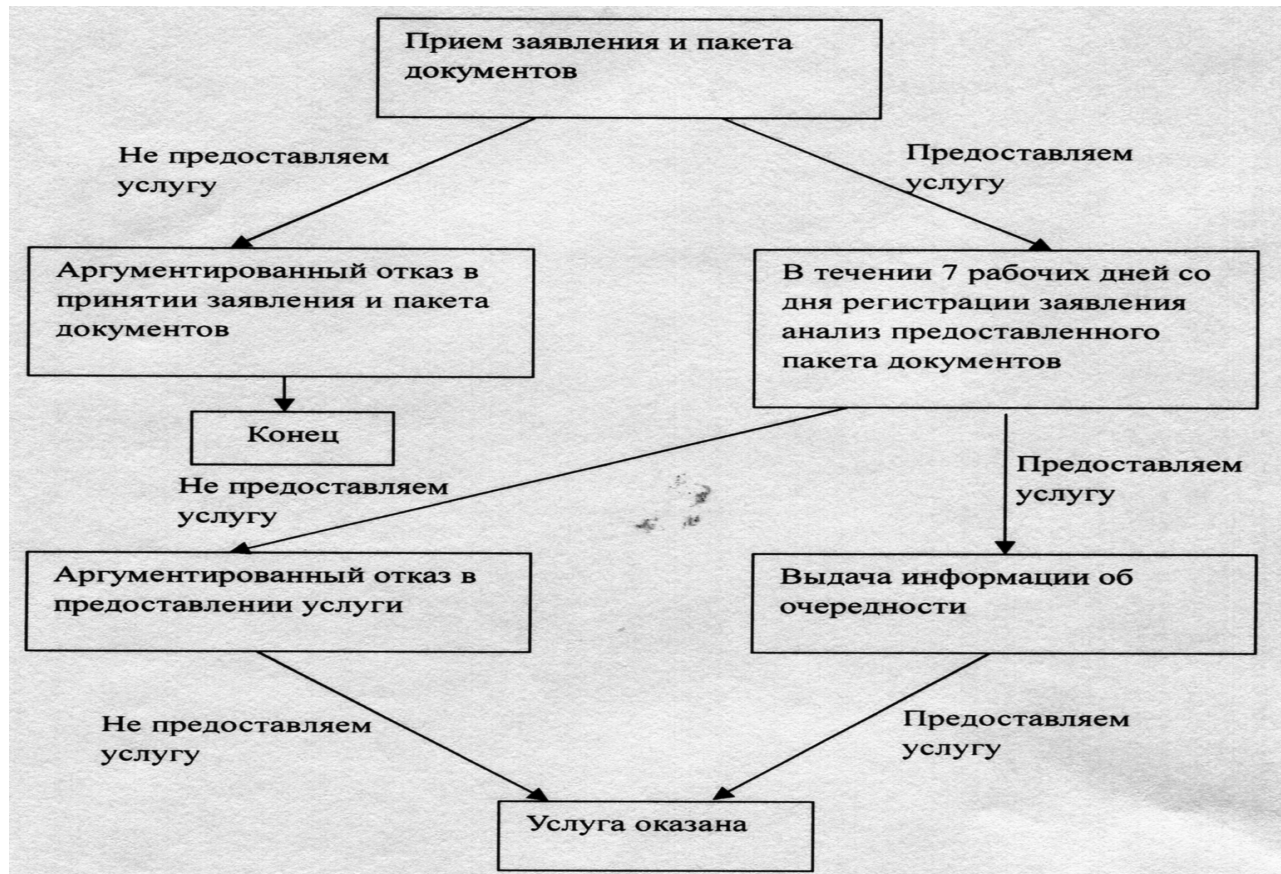 Прием заявления и пакета
документов
Не предоставляем
услугу
Предоставляем
услугу
Аргументированный отказ в
принятии заявления и пакета
документов
В течении 7 рабочих дней со
дня регистрации заявления
анализ предоставленного
пакета документов
Конец
Не предоставляем
услугу
Предоставляем
услугу
Аргументированный отказ в
предоставлении услуги
Выдача информации об
очередности
Не предоставляем
услугу
Предоставляем
услугу
Услуга оказана